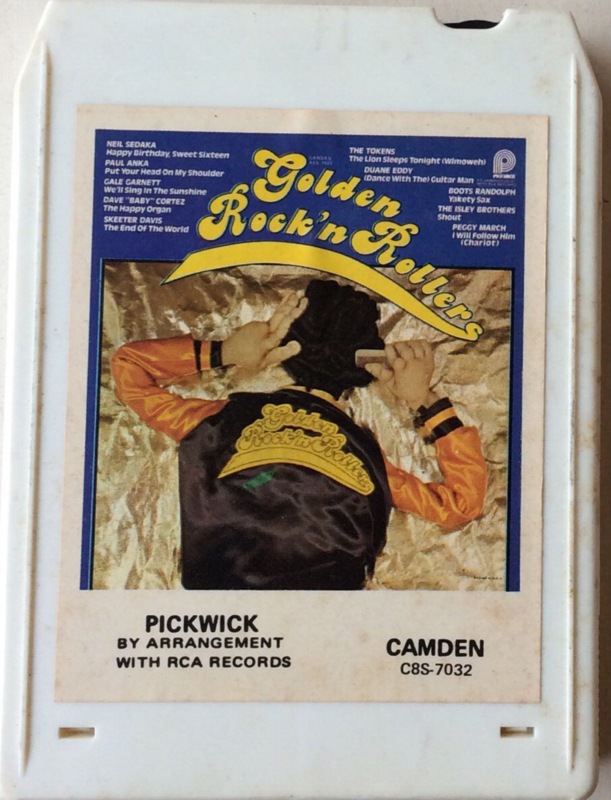 NEIL SEDAKA
Happy Birthday, Sweet Sixteen
PAUL ANKA
Put Your Head On My Shoulder
GALE GARNETT
We'll Sing In The Sunshine
DAVE "BABY" CORTEZ
The Happy Organ
SKEETER DAVIS
The End Of The World
THE TOKENS
The Lion Sleeps Tonight (Wimoweh)
DUANE EDDY
(Dance With The) Guitar Man
BOOTS RANDOLPH
Yakety Sax
THE ISLEY BROTHERS
Shout
PEGGY MARCH
I Will Follow Him
(Chariot)
P
PICKWICK
Golden
Rock'n Rollers
Golden
Rock'n Rollers
PICKWICK
BY ARRANGEMENT
WITH RCA RECORDS
CAMDEN
C8S-7032